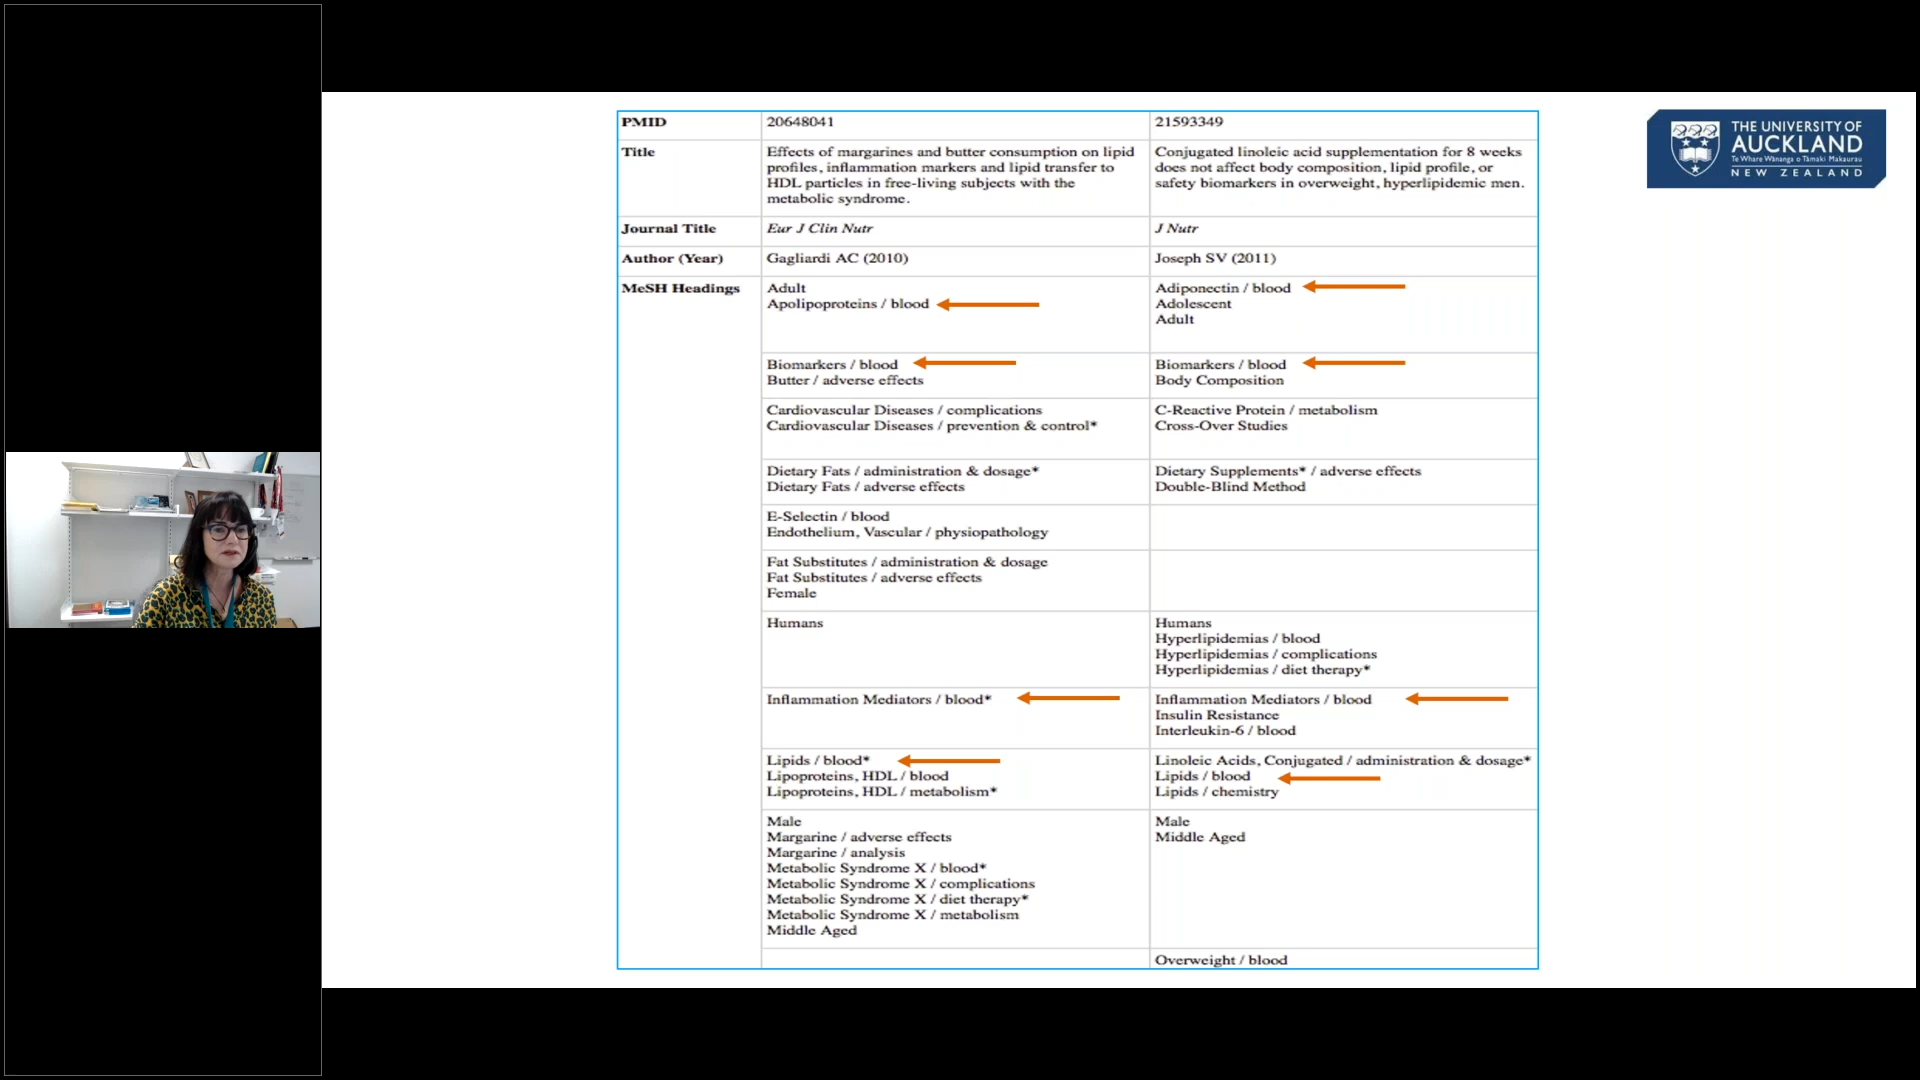 PMID 20648041 21593349
Title Effects of margarines and butter consumption on lipid Conjugated linoleic acid supplementation for 8 weeks
profiles, inflammation markers and lipid transfer to does not affect body composition, lipid profile, or
HDL particles in free-living subjects with the safety biomarkers in overweight, hyperlipidemic men.
metabolic syndrome.
Journal Title Eur J Clin Nutr J Nutr
Author (Year) Gagliardi AC (2010) Joseph SV (2011)
MeSH Headings Adult Adiponectin / blood
Apolipoproteins / blood Adolescent
Adult
Biomarkers / blood Biomarkers / blood
Butter / adverse effects Body Composition
Cardiovascular Diseases / complications C-Reactive Protein / metabolism
Cardiovascular Diseases / prevention & control* Cross-Over Studies
Dietary Fats / administration & dosage* Dietary Supplements* / adverse effects
Dietary Fats / adverse effects Double-Blind Method
E-Selectin / blood
Endothelium, Vascular / physiopathology
Fat Substitutes / administration & dosage
Fat Substitutes / adverse effects
Female
Humans Humans
Hyperlipidemias / blood
Hyperlipidemias / complications
Hyperlipidemias / diet therapy*
Inflammation Mediators / blood* Inflammation Mediators / blood
Insulin Resistance
Interleukin-6 / blood
Lipids / blood* Linoleic Acids, Conjugated / administration & dosage*
Lipoproteins, HDL / blood Lipids / blood
Lipoproteins, HDL / metabolism* Lipids / chemistry
Male Male
Margarine / adverse effects Middle Aged
Margarine / analysis
Metabolic Syndrome X / blood*
Metabolic Syndrome X / complications
Metabolic Syndrome X / diet therapy*
Metabolic Syndrome X / metabolism
Middle Aged
Overweight / blood
THE UNIVERSITY OF
AUCKLAND
Te Whare Wānanga o Tāmaki Makaurau
NEW ZEALAND